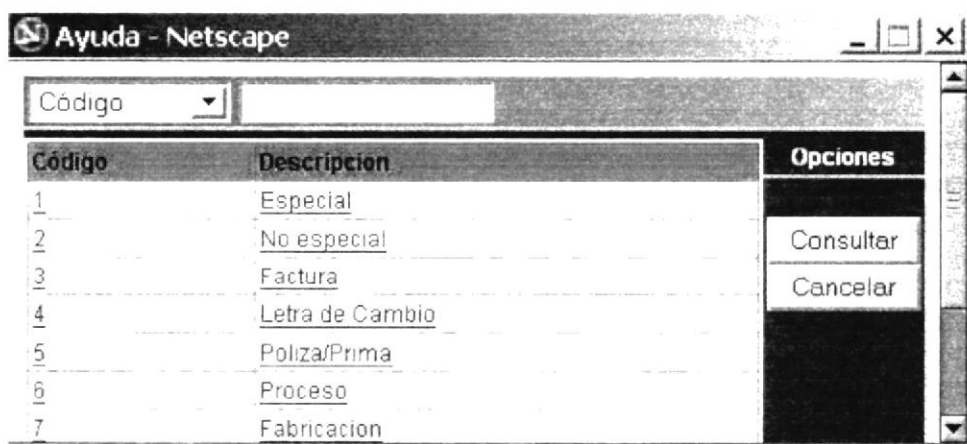 Ayuda - Netscape
Código
Código Descripcion Opciones
1 Especial
2 No especial Consultar
3 Factura Cancelar
4 Letra de Cambio
5 Poliza/Prima
6 Proceso
7 Fabricacion